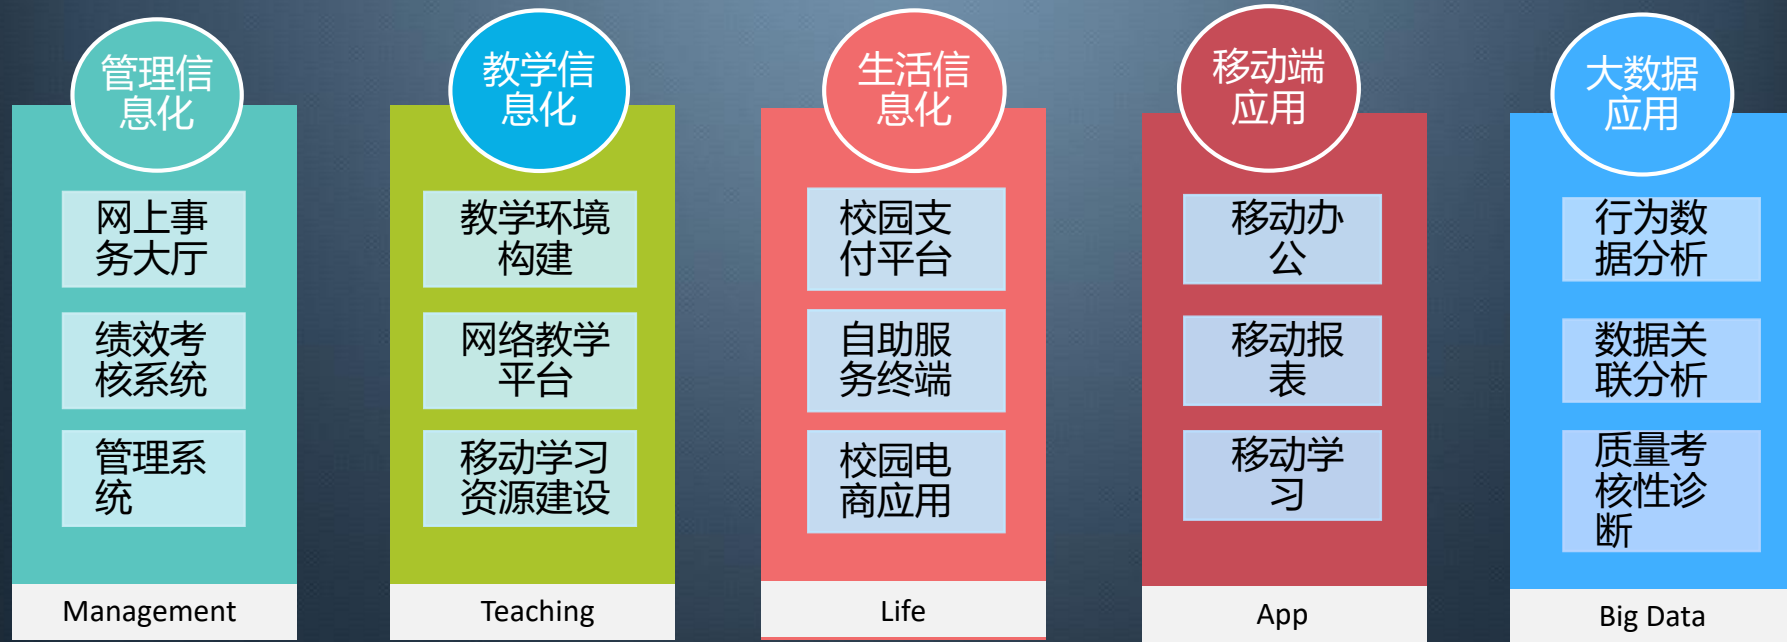 管理信
息化
网上事
务大厅
绩效考
核系统
管理系
统
Management
教学信
息化
教学环境
构建
网络教学
平台
移动学习
资源建设
Teaching
生活信
息化
校园支
付平台
自助服
务终端
校园电
商应用
Life
移动端
应用
移动办
公
移动报
表
移动学
习
App
大数据
应用
行为数
据分析
数据关
联分析
质量考
核性诊
断
Big Data